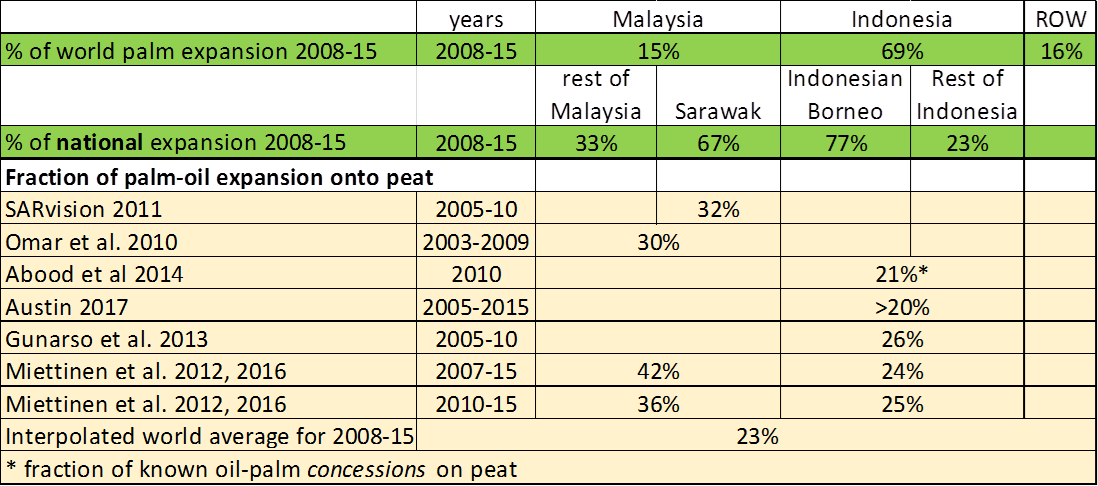 years Malaysia Indonesia ROW
% of world palm expansion 2008-15 2008-15 15% 69% 16%
rest of Indonesian Rest of
Malaysia Sarawak Borneo Indonesia
% of national expansion 2008-15 2008-15 33% 67% 77% 23%
Fraction of palm-oil expansion onto peat
SARvision 2011 2005-10 32%
Omar et al. 2010 2003-2009 30%
Abood et al 2014 2010 21%*
Austin 2017 2005-2015 >20%
Gunarso et al. 2013 2005-10 26%
Miettinen et al. 2012, 2016 2007-15 42% 24%
Miettinen et al. 2012, 2016 2010-15 36% 25%
Interpolated world average for 2008-15 23%
* fraction of known oil-palm concessions on peat